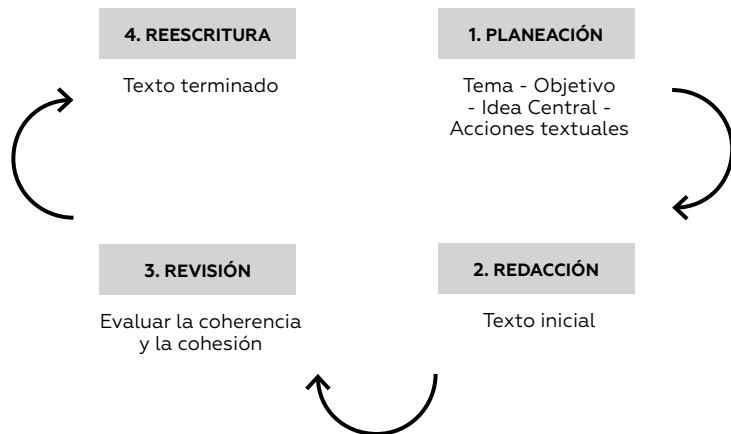 4. REESCRITURA
Texto terminado
1. PLANEACIÓN
Tema - Objetivo
- Idea Central -
Acciones textuales
3. REVISIÓN
Evaluar la coherencia
y la cohesión
2. REDACCIÓN
Texto inicial